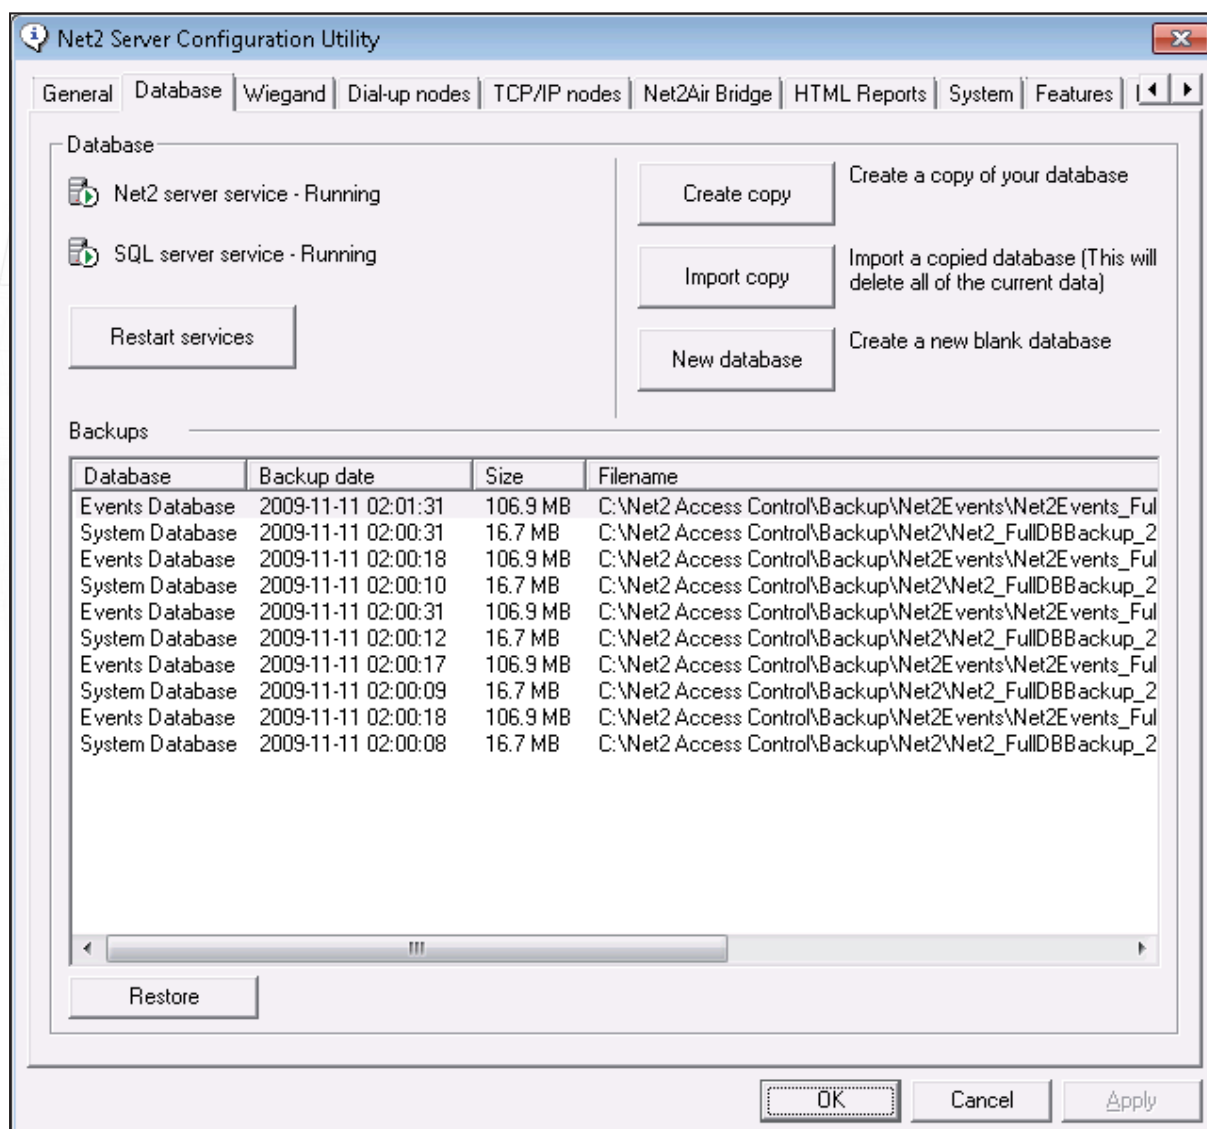 Net2 Server Configuration Utility
General Database Wiegand Dial-up nodes TCP/IP nodes Net2Air Bridge HTML Reports System Features
Database
Net2 server service - Running
SQL server service - Running
Restart services
Create copy
Create a copy of your database
Import copy
Import a copied database (This will
delete all of the current data)
New database
Create a new blank database
Backups
Database Backup date Size Filename
Events Database 2009-11-11 02:01:31 106.9 MB C:\Net2 Access Control\Backup\Net2Events\Net2Events_Ful
System Database 2009-11-11 02:00:31 16.7 MB C:\Net2 Access Control\Backup\Net2\Net2_FullDBBackup_2
Events Database 2009-11-11 02:00:18 106.9 MB C:\Net2 Access Control\Backup\Net2Events\Net2Events_Ful
System Database 2009-11-11 02:00:10 16.7 MB C:\Net2 Access Control\Backup\Net2\Net2_FullDBBackup_2
Events Database 2009-11-11 02:00:31 106.9 MB C:\Net2 Access Control\Backup\Net2Events\Net2Events_Ful
System Database 2009-11-11 02:00:12 16.7 MB C:\Net2 Access Control\Backup\Net2\Net2_FullDBBackup_2
Events Database 2009-11-11 02:00:17 106.9 MB C:\Net2 Access Control\Backup\Net2Events\Net2Events_Ful
System Database 2009-11-11 02:00:09 16.7 MB C:\Net2 Access Control\Backup\Net2\Net2_FullDBBackup_2
Events Database 2009-11-11 02:00:18 106.9 MB C:\Net2 Access Control\Backup\Net2Events\Net2Events_Ful
System Database 2009-11-11 02:00:08 16.7 MB C:\Net2 Access Control\Backup\Net2\Net2_FullDBBackup_2
Restore
OK Cancel Apply